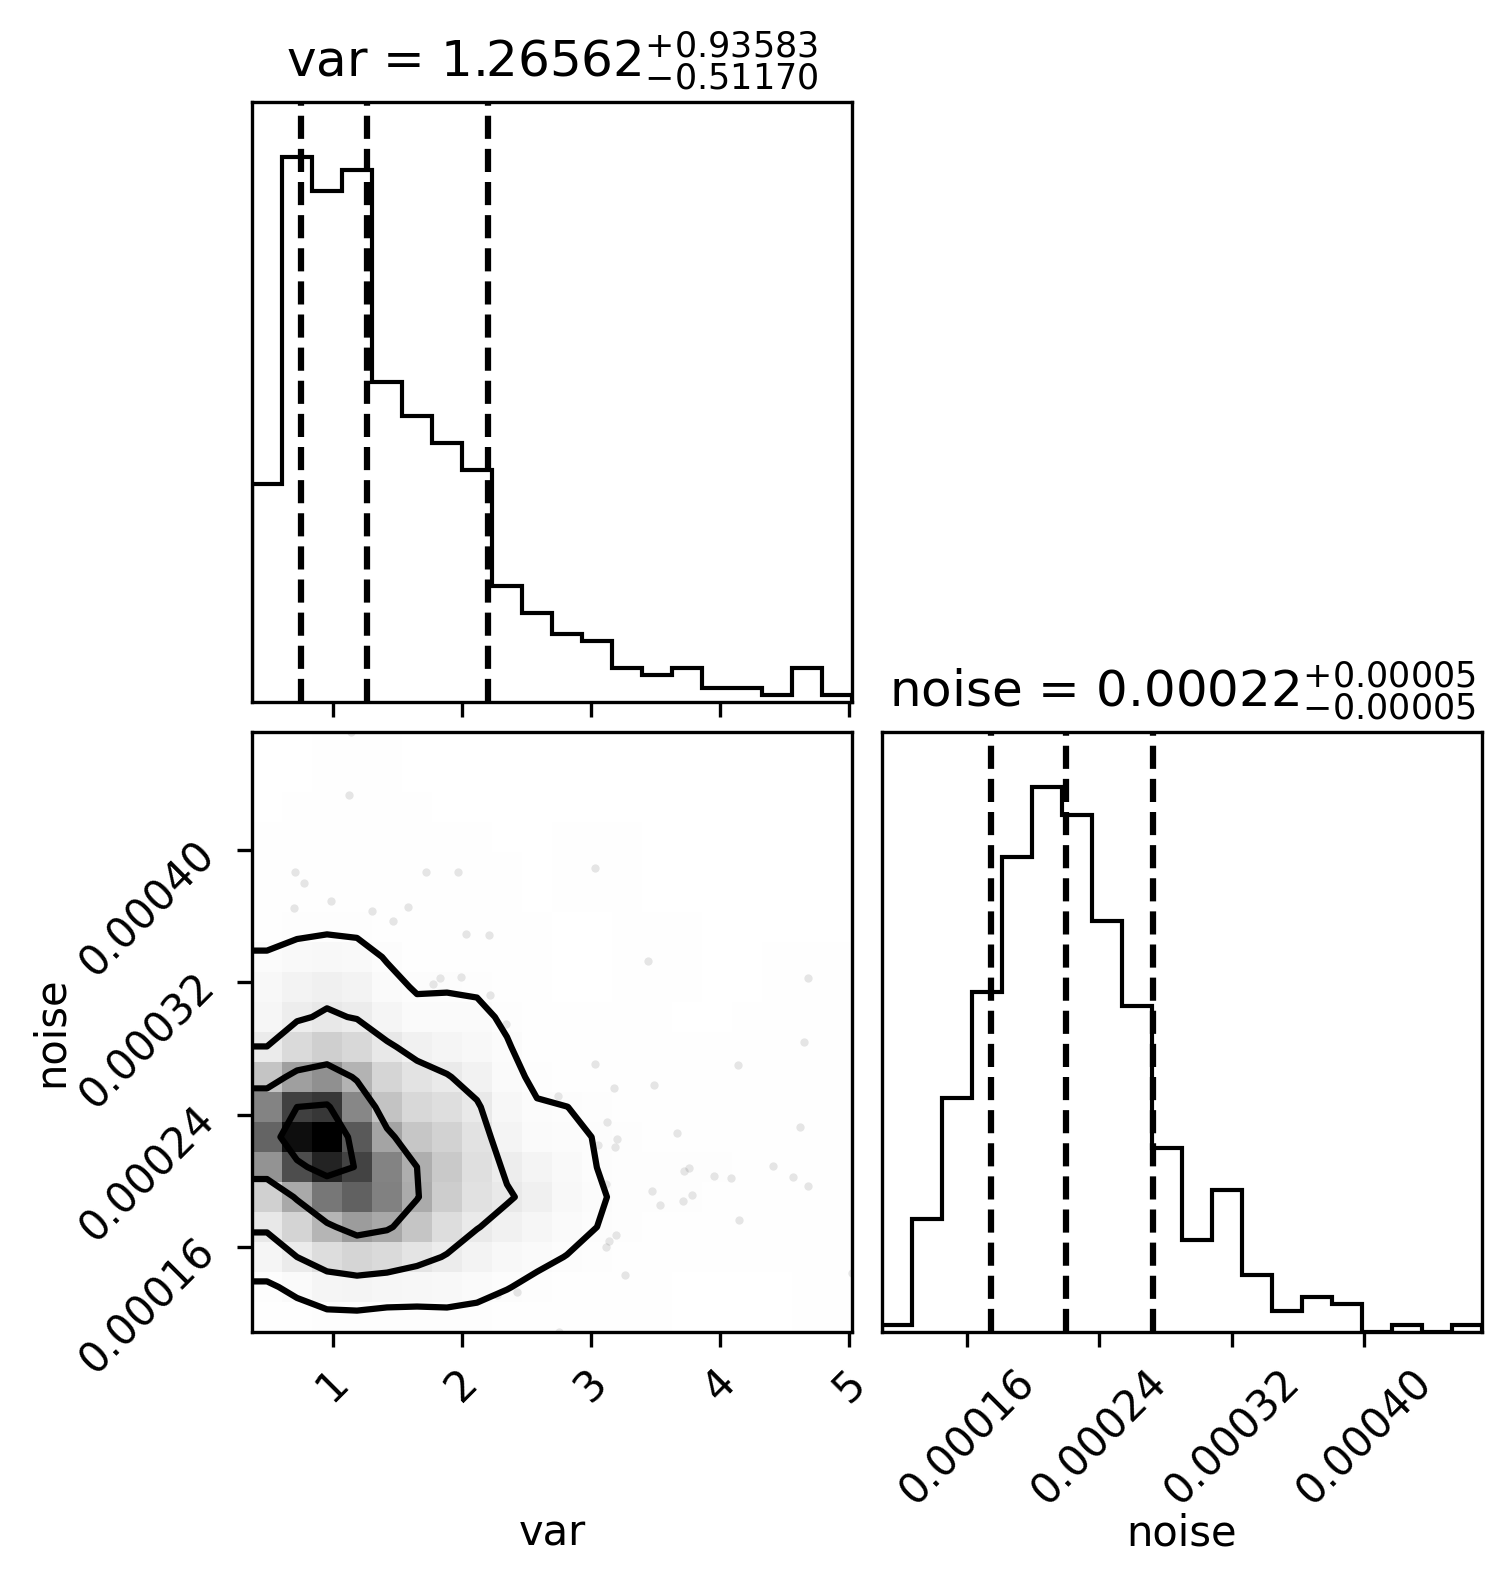 var = 1.26562+0.93583−0.51170
noise = 0.00022+0.00005−0.00005
noise
0.00040
0.00032
0.00024
0.00016
1 2 3 4 5
0.00016 0.00024 0.00032 0.00040
var
noise